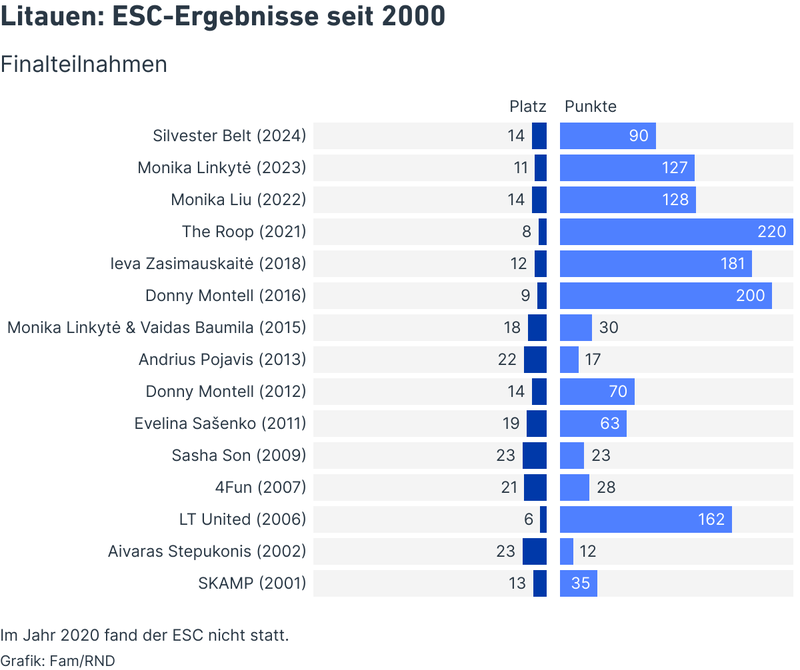 Litauen: ESC-Ergebnisse seit 2000
Finalteilnahmen
Platz Punkte
Silvester Belt (2024) 14 90
Monika Linkytė (2023) 11 127
Monika Liu (2022) 14 128
The Roop (2021) 8 220
Ieva Zasimauskaitė (2018) 12 181
Donny Montell (2016) 9 200
Monika Linkytė & Vaidas Baumila (2015) 18 30
Andrius Pojavis (2013) 22 17
Donny Montell (2012) 14 70
Evelina Sašenko (2011) 19 63
Sasha Son (2009) 23 23
4Fun (2007) 21 28
LT United (2006) 6 162
Aivaras Stepukonis (2002) 23 12
SKAMP (2001) 13 35
Im Jahr 2020 fand der ESC nicht statt.
Grafik: Fam/RND